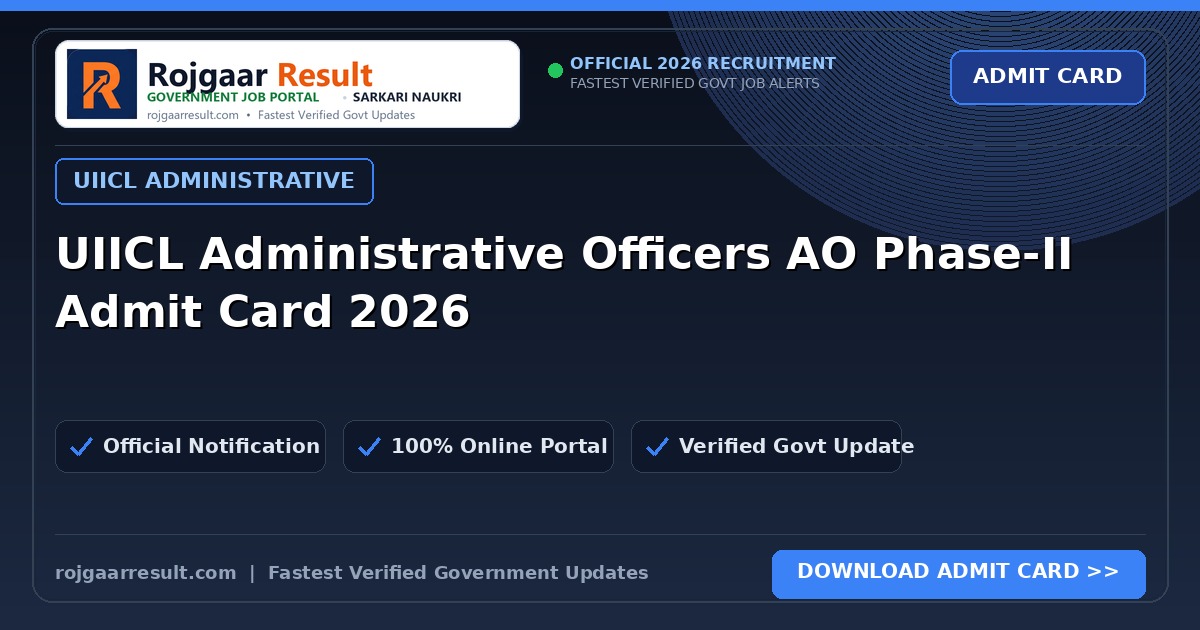 Rojgaar Result
GOVERNMENT JOB PORTAL • SARKARI NAUKRI
rojgaarresult.com • Fastest Verified Govt Updates
OFFICIAL 2026 RECRUITMENT
FASTEST VERIFIED GOVT JOB ALERTS
ADMIT CARD
UIICL ADMINISTRATIVE
UIICL Administrative Officers AO Phase-II
Admit Card 2026
Official Notification
100% Online Portal
Verified Govt Update
rojgaarresult.com | Fastest Verified Government Updates
DOWNLOAD ADMIT CARD >>